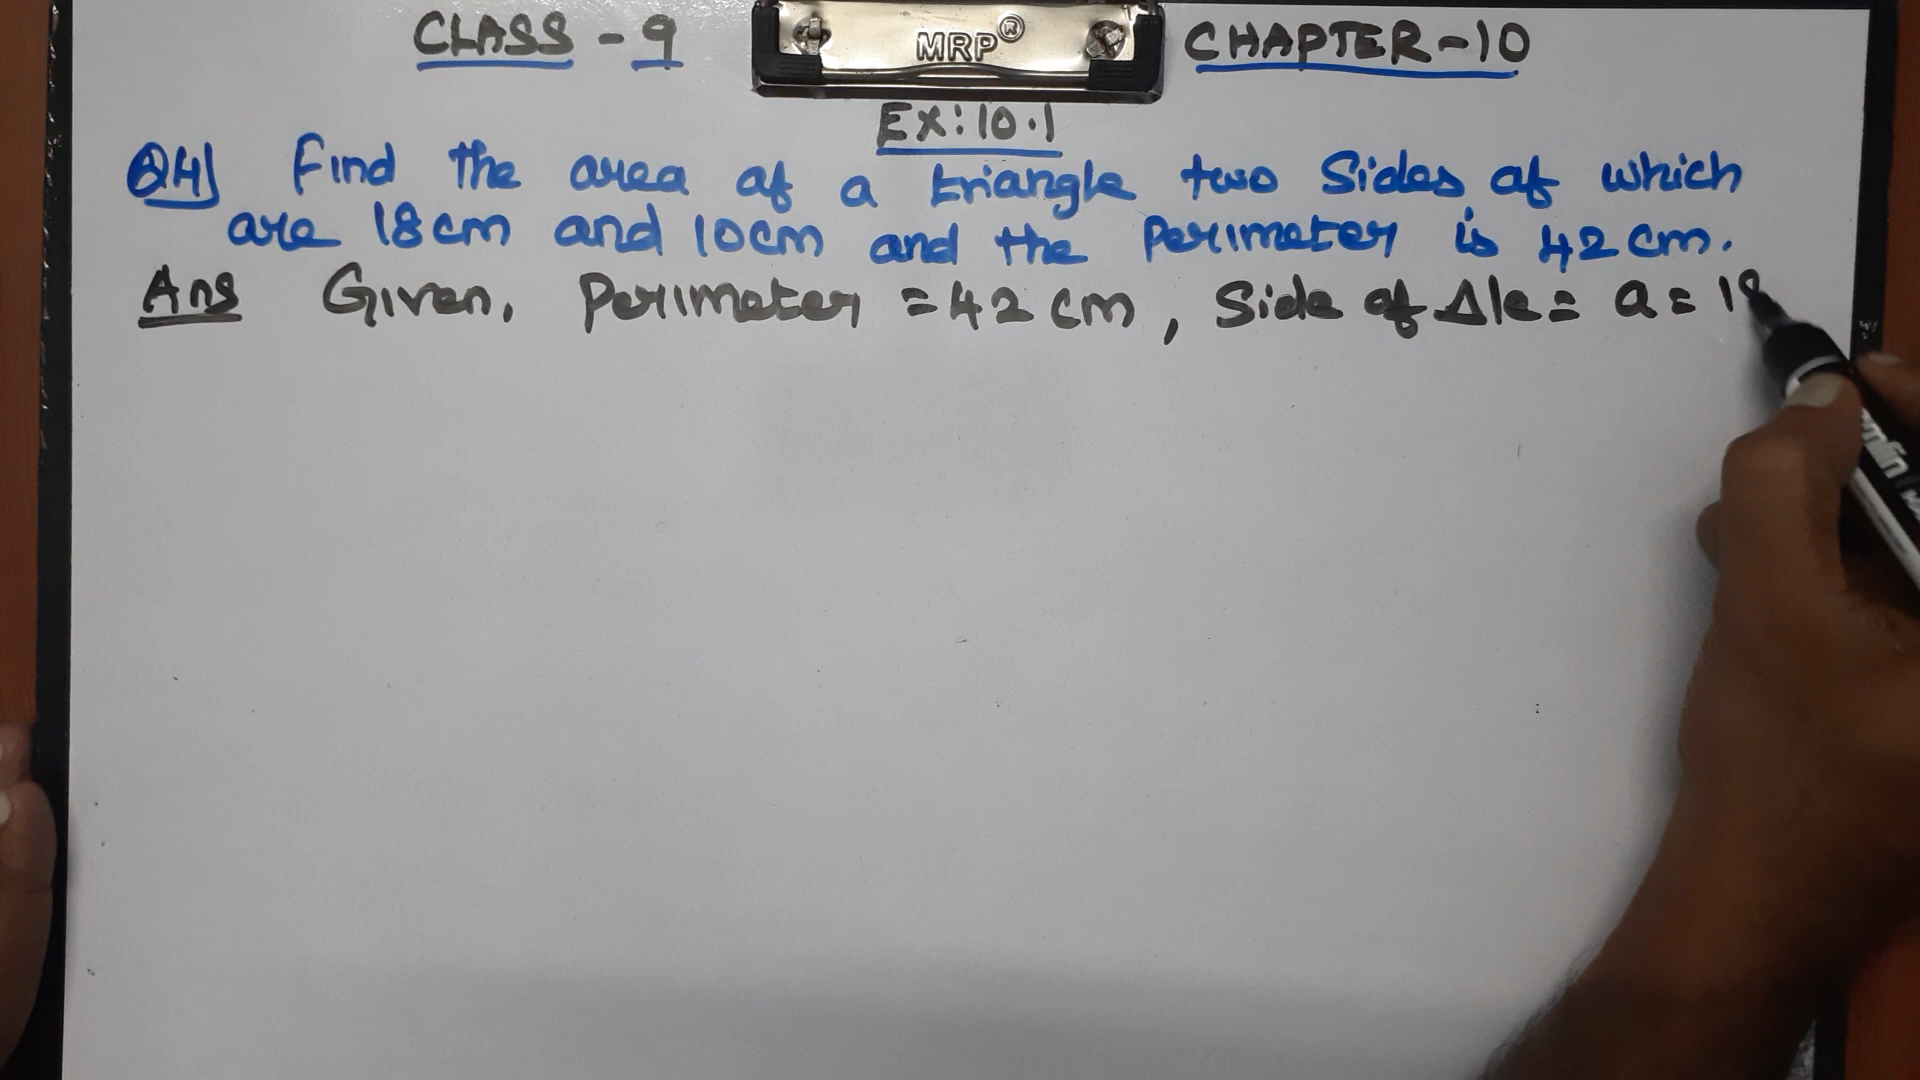 CLASS - 9 MRP® CHAPTER-10
Ex: 10.1
Q4) Find the area of a triangle two Sides of which
are 18cm and 10cm and the Perimeter is 42cm.
Ans Given, Perimeter = 42 cm, Side of Δle = a = 18